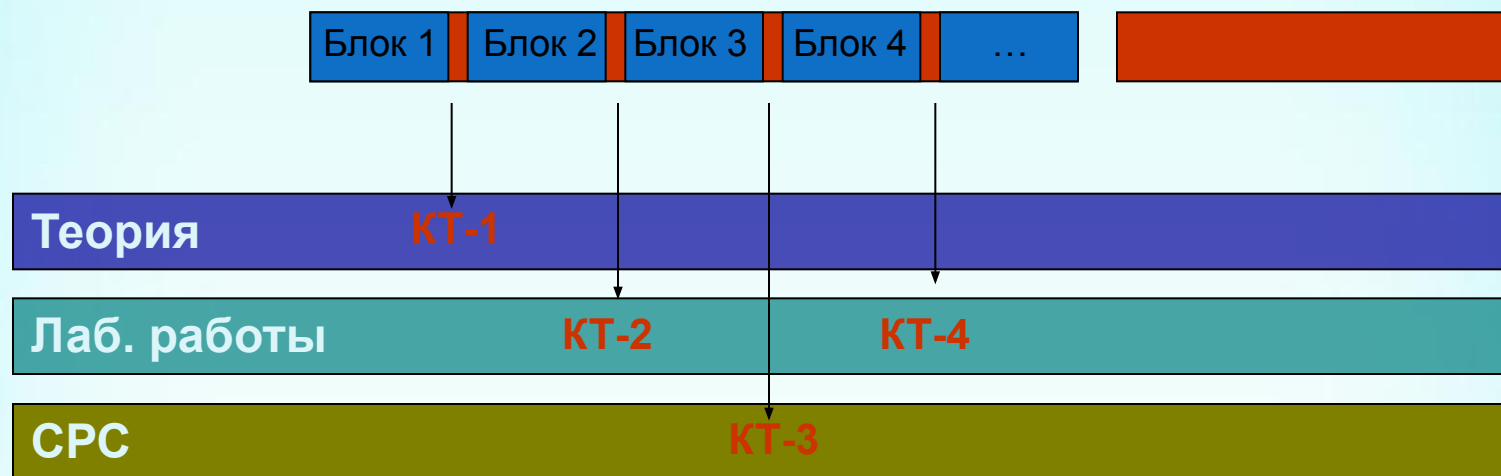 Блок 1 Блок 2 Блок 3 Блок 4 …
Теория КТ-1
Лаб. работы КТ-2 КТ-4
СРС КТ-3